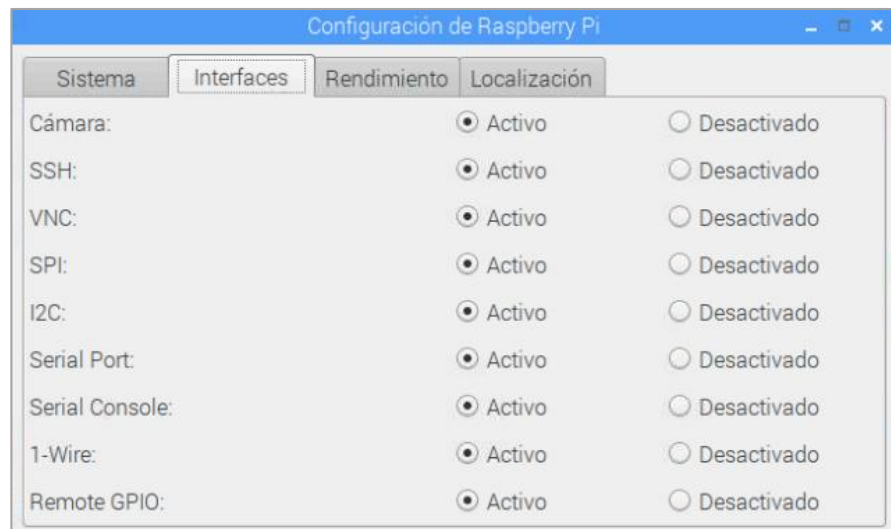 Configuración de Raspberry Pi
Sistema Interfaces Rendimiento Localización
Cámara: Activo Desactivado
SSH: Activo Desactivado
VNC: Activo Desactivado
SPI: Activo Desactivado
I2C: Activo Desactivado
Serial Port: Activo Desactivado
Serial Console: Activo Desactivado
1-Wire: Activo Desactivado
Remote GPIO: Activo Desactivado